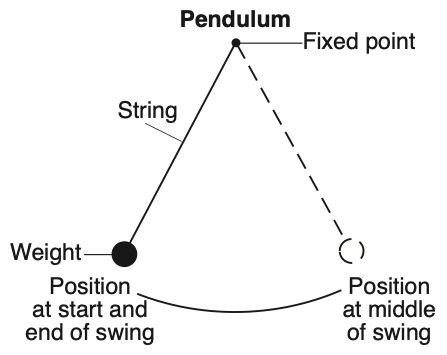 Pendulum
Fixed point
String
Weight
Position
at start and
end of swing
Position
at middle
of swing